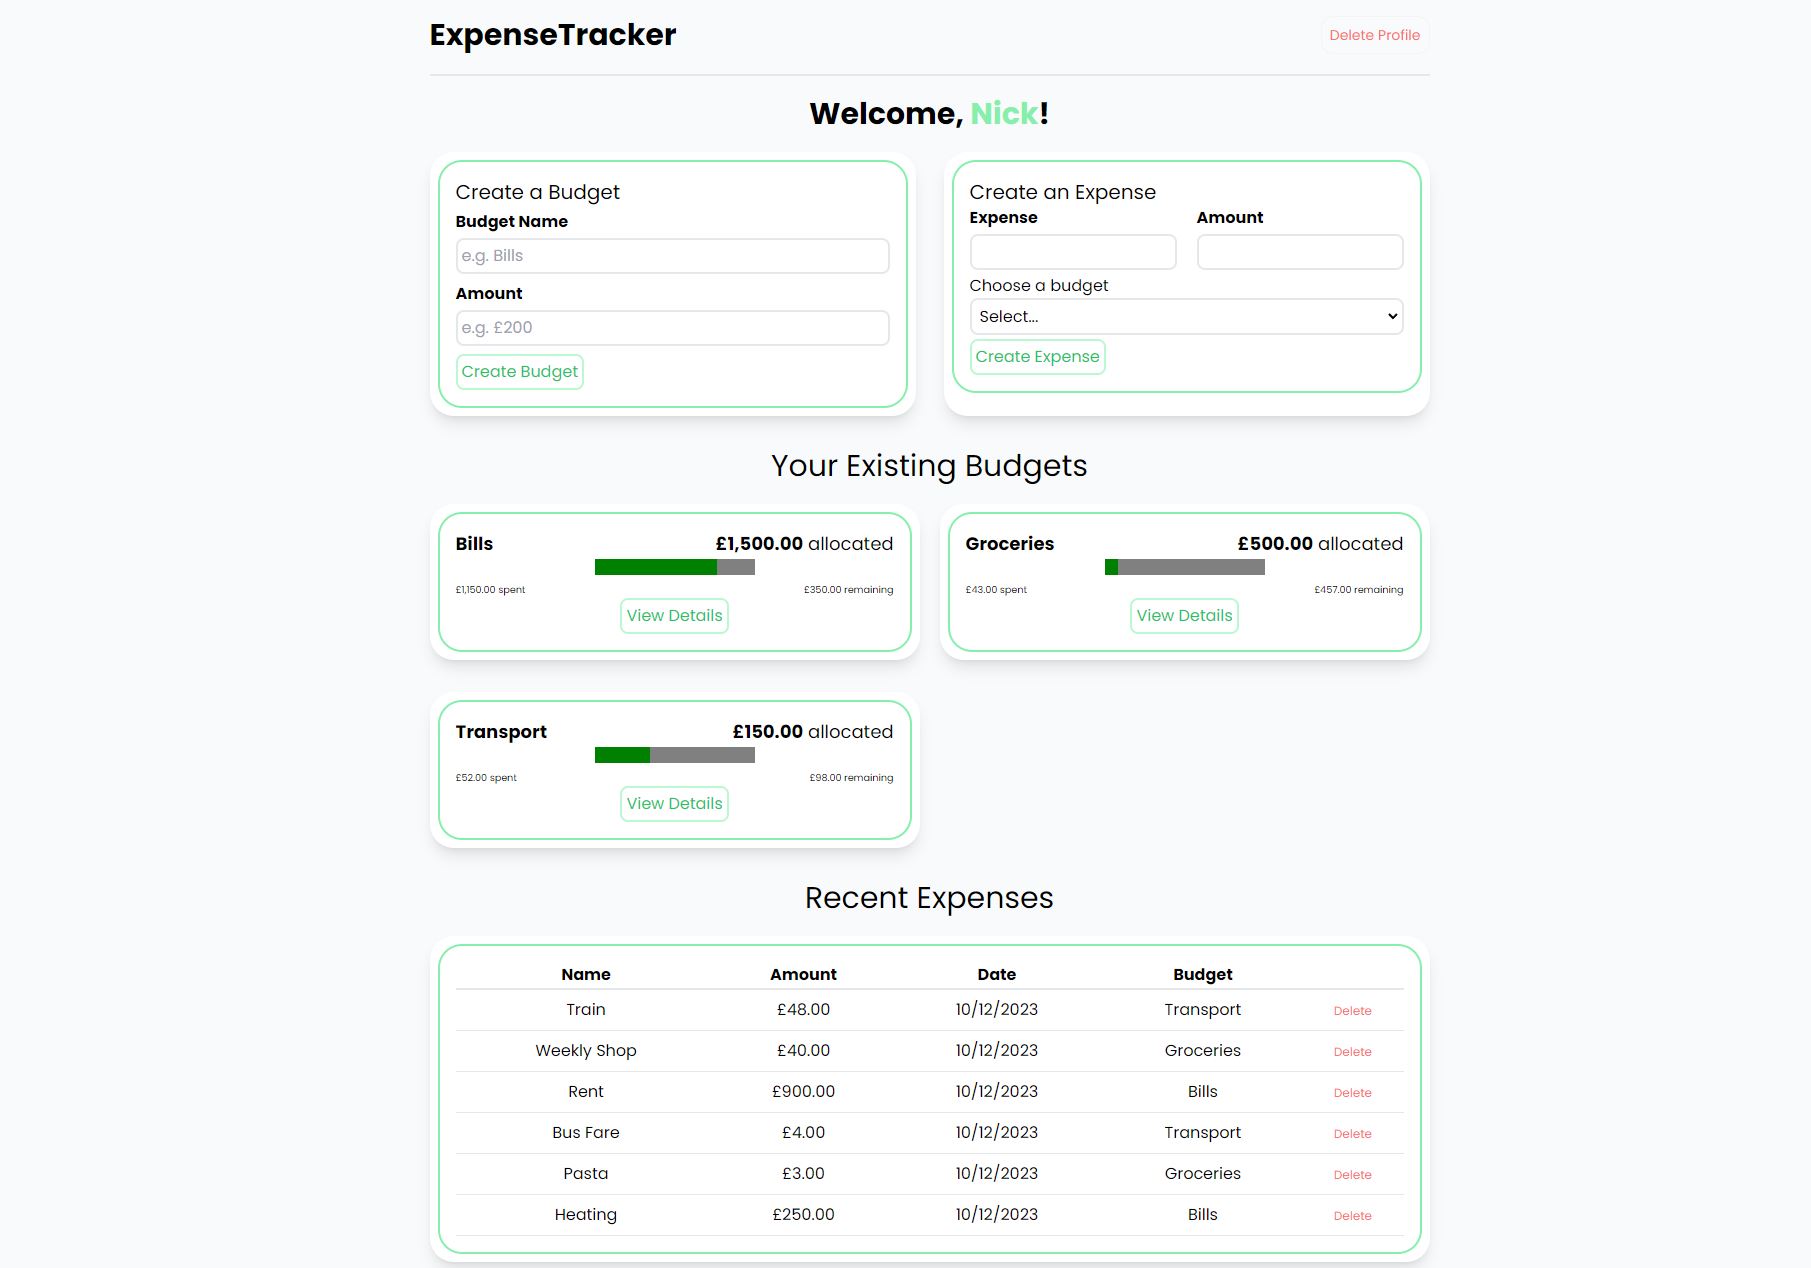 ExpenseTracker
Delete Profile
Welcome, Nick!
Create a Budget
Budget Name
e.g. Bills
Amount
e.g. £200
Create Budget
Create an Expense
Expense Amount
Choose a budget
Select...
Create Expense
Your Existing Budgets
Bills £1,500.00 allocated
£1,150.00 spent £350.00 remaining
View Details
Groceries £500.00 allocated
£43.00 spent £457.00 remaining
View Details
Transport £150.00 allocated
£52.00 spent £98.00 remaining
View Details
Recent Expenses
Name Amount Date Budget
Train £48.00 10/12/2023 Transport Delete
Weekly Shop £40.00 10/12/2023 Groceries Delete
Rent £900.00 10/12/2023 Bills Delete
Bus Fare £4.00 10/12/2023 Transport Delete
Pasta £3.00 10/12/2023 Groceries Delete
Heating £250.00 10/12/2023 Bills Delete